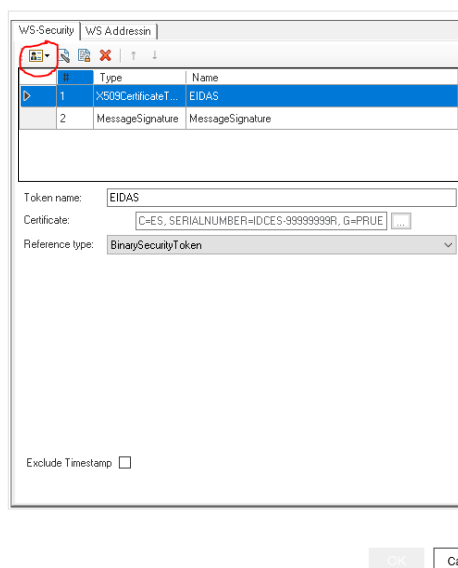 WS-Security WS Addressin
# Type Name
1 X509CertificateT... EIDAS
2 MessageSignature MessageSignature
Token name: EIDAS
Certificate: C=ES, SERIALNUMBER=IDCES-99999999R, G=PRUE ...
Reference type: BinarySecurityToken
Exclude Timestamp
OK Ca